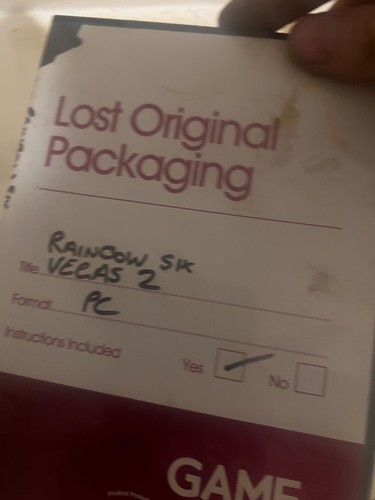 Lost Original
Packaging
RAINBOW SIX
Title VEGAS 2
Format PC
Instructions Included Yes No
GAME